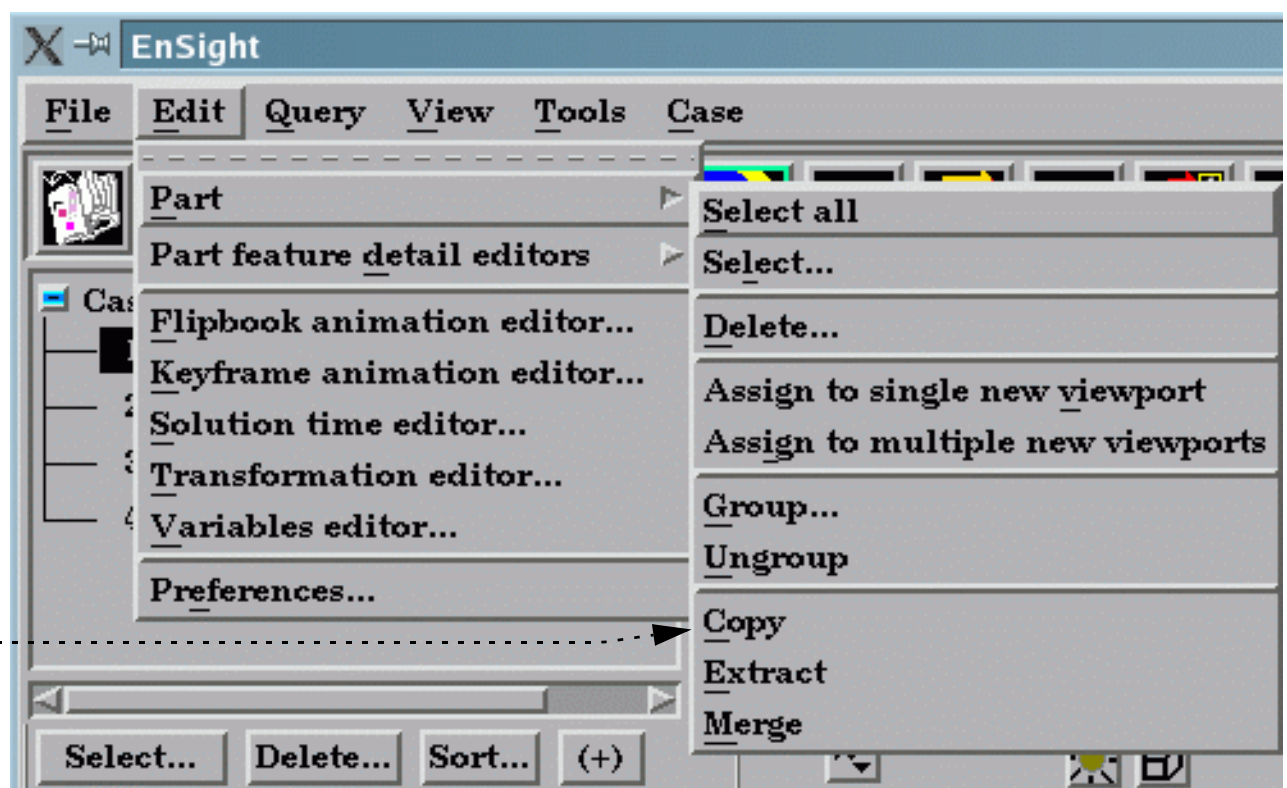 EnSight
File Edit Query View Tools Case
Part
Part feature detail editors
Flipbook animation editor...
Keyframe animation editor...
Solution time editor...
Transformation editor...
Variables editor...
Preferences...
Select all
Select...
Delete...
Assign to single new viewport
Assign to multiple new viewports
Group...
Ungroup
Copy
Extract
Merge
Select... Delete... Sort... (+)